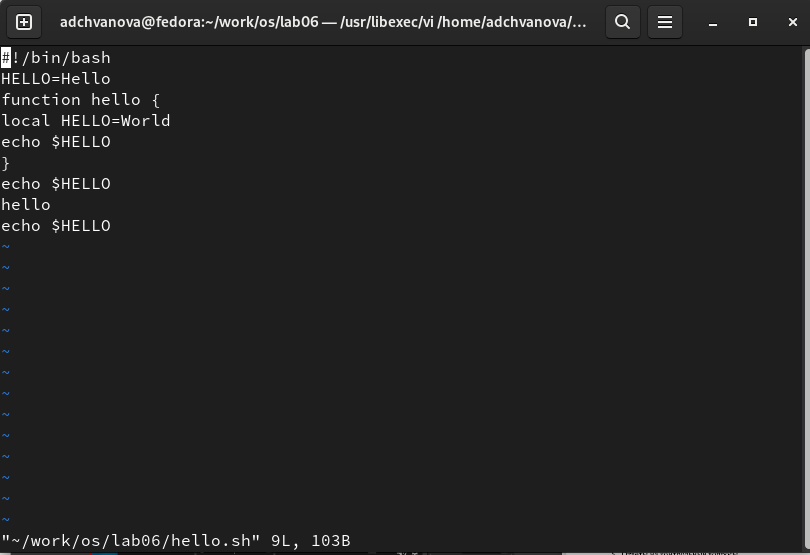 adchvanova@fedora:~/work/os/lab06 — /usr/libexec/vi /home/adchvanova/...
#!/bin/bash
HELLO=Hello
function hello {
local HELLO=World
echo $HELLO
}
echo $HELLO
hello
echo $HELLO
~
~
~
~
~
~
~
~
~
~
~
~
~
~
"~/work/os/lab06/hello.sh" 9L, 103B